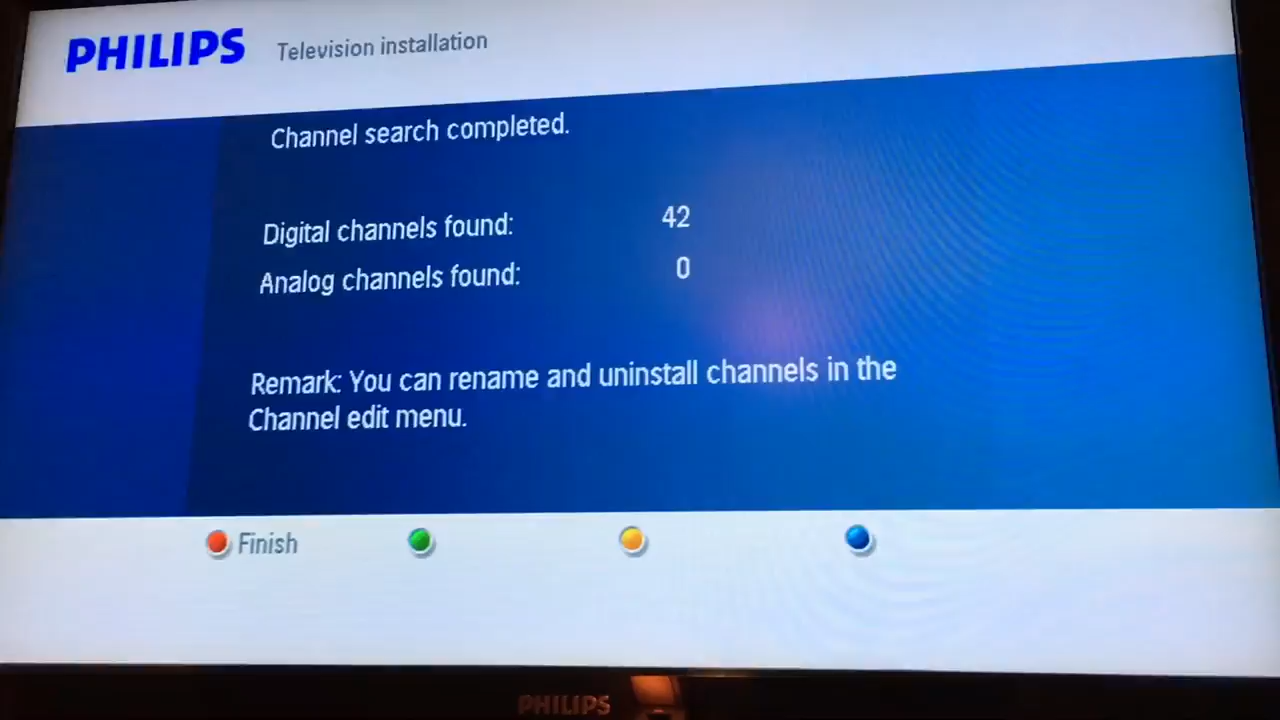 PHILIPS Television installation
Channel search completed.
Digital channels found: 42
Analog channels found: 0
Remark: You can rename and uninstall channels in the
Channel edit menu.
Finish
PHILIPS